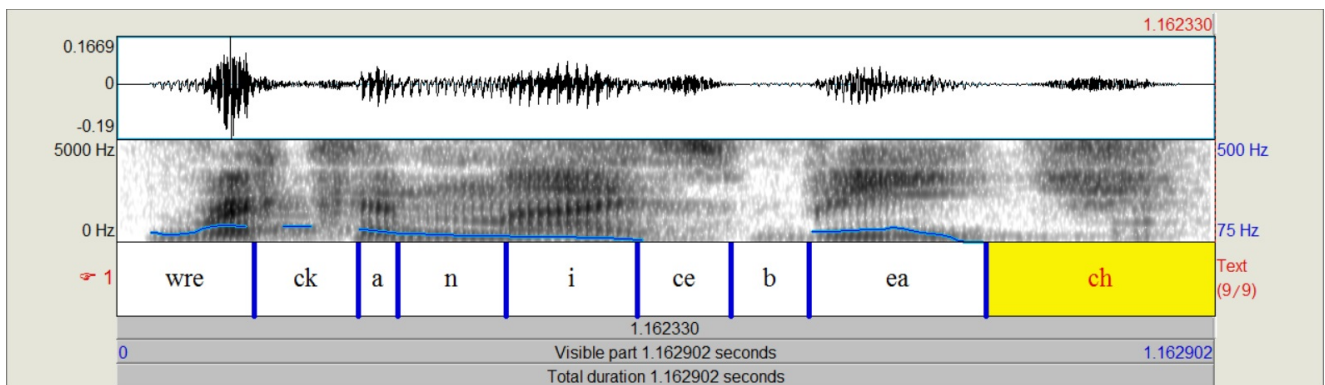 1.162330
0.1669
0
-0.19
5000 Hz 500 Hz
0 Hz 75 Hz
☞ 1 wre ck a n i ce b ea ch Text (9/9)
1.162330
0 Visible part 1.162902 seconds 1.162902
Total duration 1.162902 seconds